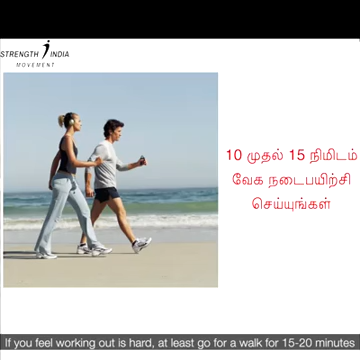 STRENGTH INDIA
MOVEMENT
10 முதல் 15 நிமிடம்
வேக நடைபயிற்சி
செய்யுங்கள்
If you feel working out is hard, at least go for a walk for 15-20 minutes